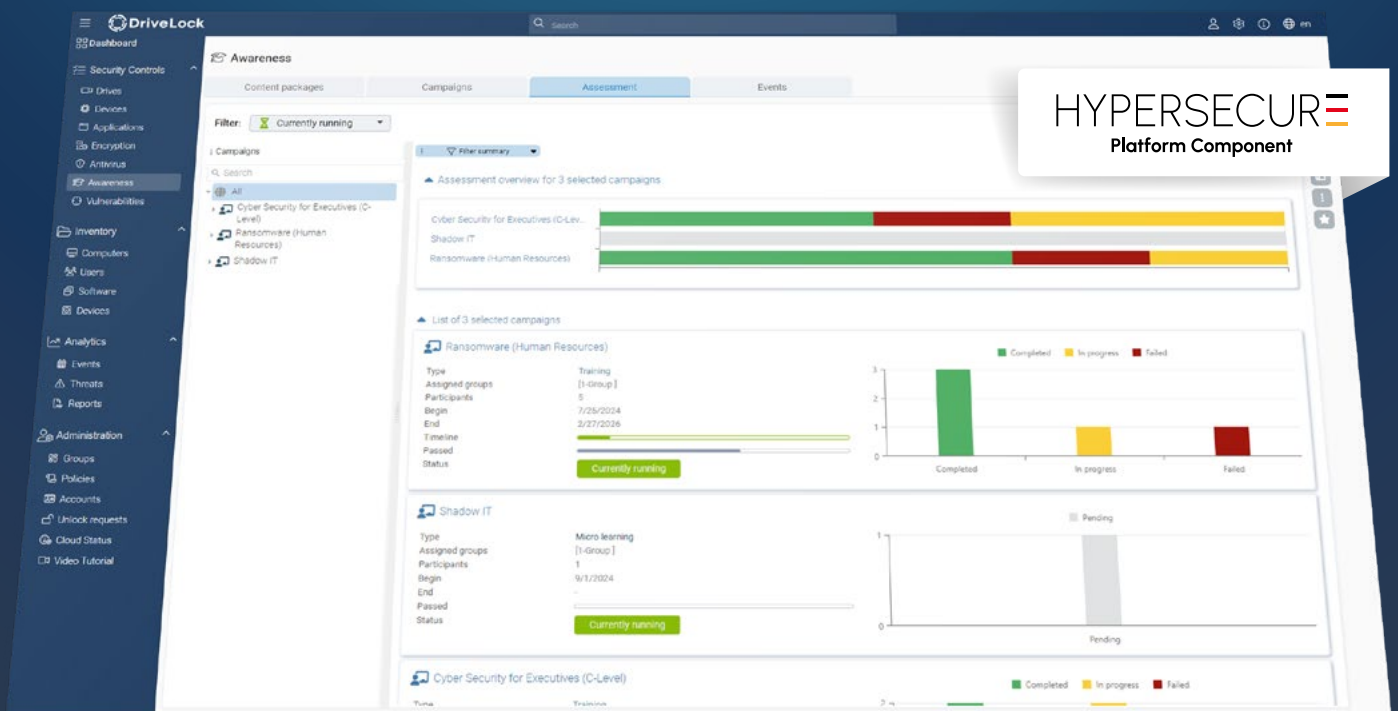 DriveLock
Search
en
Dashboard
Security Controls
Drives
Devices
Applications
Encryption
Antivirus
Awareness
Vulnerabilities
Inventory
Computers
Users
Software
Devices
Analytics
Events
Threats
Reports
Administration
Groups
Policies
Accounts
Unlock requests
Cloud Status
Video Tutorial
Awareness
Content packages
Campaigns
Assessment
Events
HYPERSECURE
Platform Component
Filter:
Currently running
Campaigns
Search
All
Cyber Security for Executives (C-
Level)
Ransomware (Human
Resources)
Shadow IT
Filter summary
Assessment overview for 3 selected campaigns
Cyber Security for Executives (C-Lev...
Shadow IT
Ransomware (Human Resources)
List of 3 selected campaigns
Ransomware (Human Resources)
Type Training
Assigned groups [1-Group ]
Participants 5
Begin 7/25/2024
End 2/27/2026
Timeline
Passed
Status Currently running
Completed In progress Failed
3
2
1
0
Completed In progress Failed
Shadow IT
Type Micro learning
Assigned groups [1-Group ]
Participants 1
Begin 9/1/2024
End -
Passed
Status Currently running
Pending
1
0
Pending
Cyber Security for Executives (C-Level)
Type Training
Completed In progress Failed
2